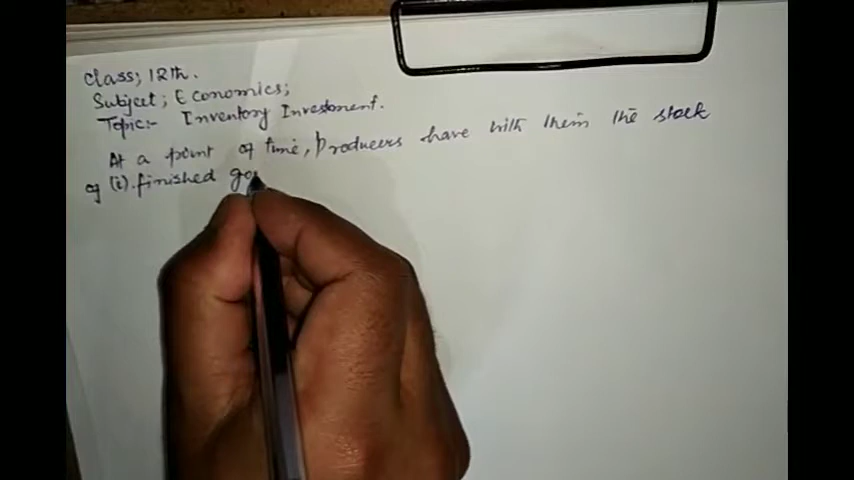 Class; 12th.
Subject; Economics;
Topic:- Inventory Investment.
At a point of time, Producers have with them the stock
of (i). finished go